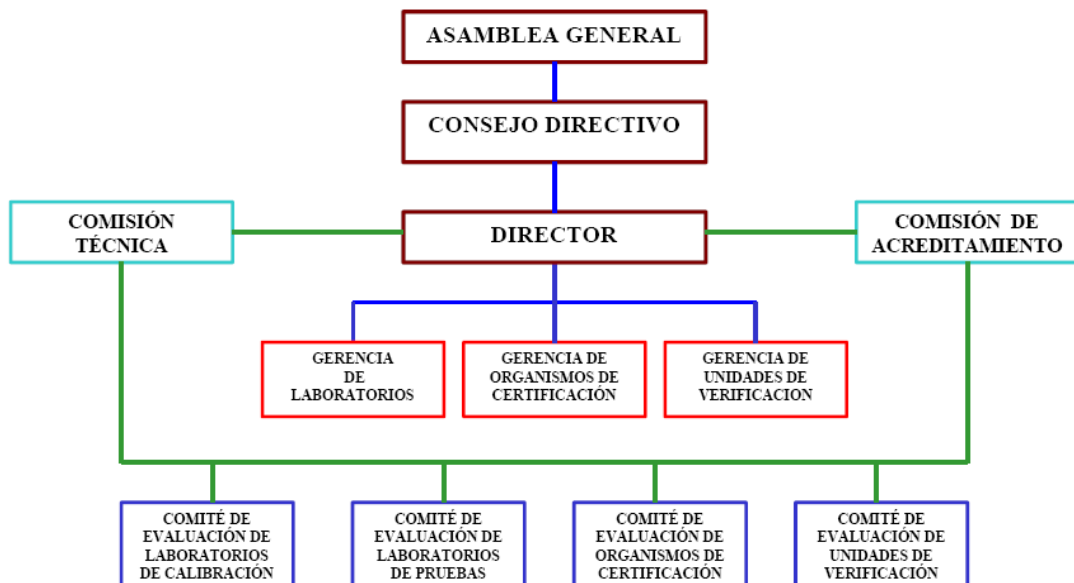 ASAMBLEA GENERAL
CONSEJO DIRECTIVO
COMISIÓN
TÉCNICA
DIRECTOR
COMISIÓN DE
ACREDITAMIENTO
GERENCIA
DE
LABORATORIOS
GERENCIA DE
ORGANISMOS DE
CERTIFICACIÓN
GERENCIA DE
UNIDADES DE
VERIFICACION
COMITÉ DE
EVALUACIÓN DE
LABORATORIOS
DE CALIBRACIÓN
COMITÉ DE
EVALUACIÓN DE
LABORATORIOS
DE PRUEBAS
COMITÉ DE
EVALUACIÓN DE
ORGANISMOS DE
CERTIFICACIÓN
COMITÉ DE
EVALUACIÓN DE
UNIDADES DE
VERIFICACIÓN